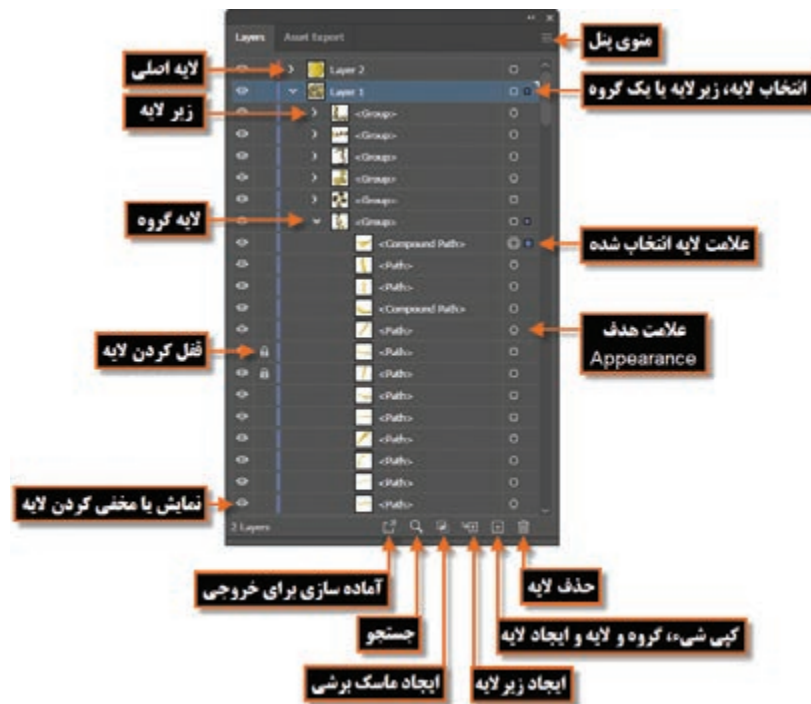 Layers Asset Export
منوی پنل
لایه اصلی
Layer 2
انتخاب لایه، زیر لایه یا یک گروه
Layer 1
زیر لایه
<Group>
<Group>
<Group>
<Group>
<Group>
لایه گروه
<Group>
علامت لایه انتخاب شده
<Compound Path>
<Path>
<Path>
<Compound Path>
علامت هدف
Appearance
<Path>
قفل کردن لایه
<Path>
<Path>
<Path>
<Path>
<Path>
<Path>
<Path>
نمایش یا مخفی کردن لایه
<Path>
2 Layers
آماده سازی برای خروجی
حذف لایه
جستجو
کپی شیء، گروه و لایه و ایجاد لایه
ایجاد ماسک برشی
ایجاد زیر لایه